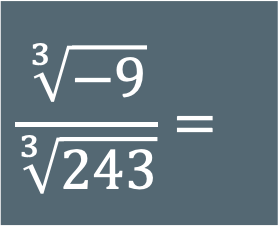 ∛−9
∛243 =